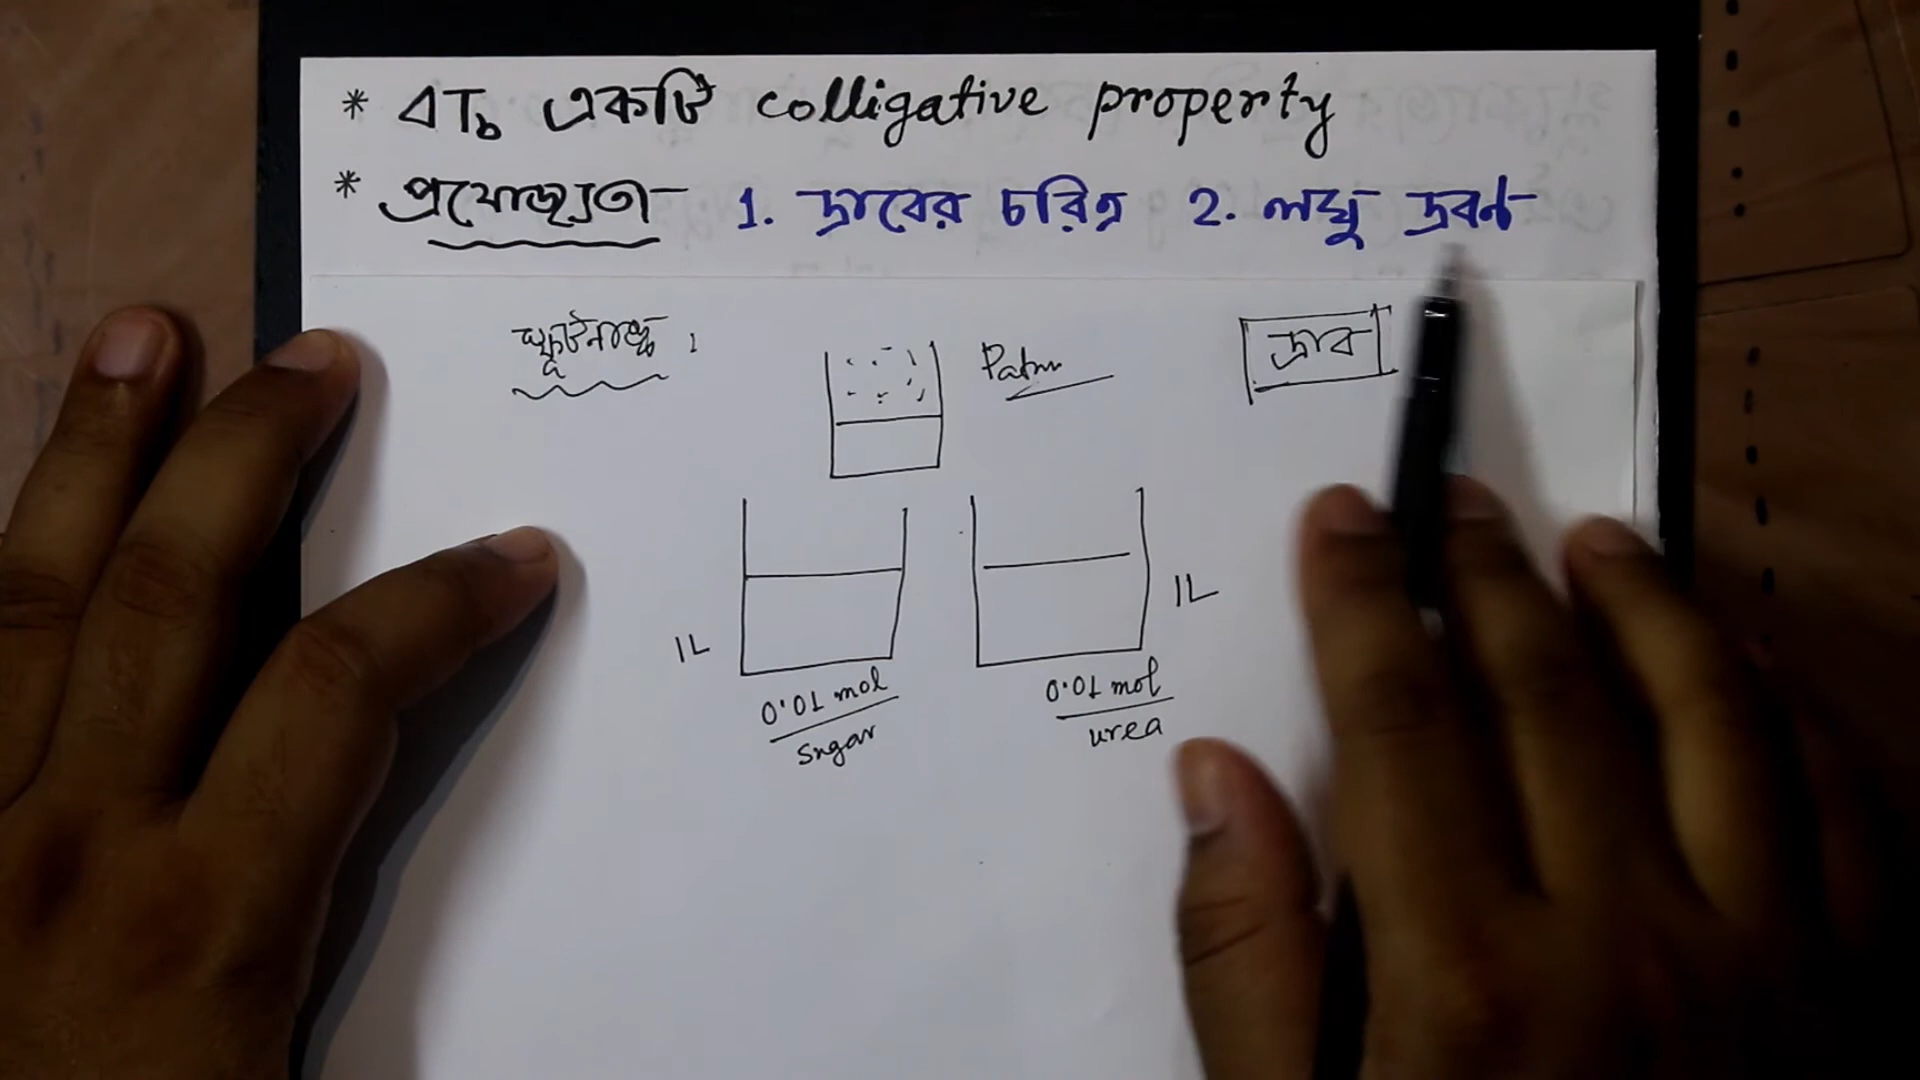 * ΔTb একটি colligative property
* প্রযোজ্যতা - 1. দ্রাবের চরিত্র 2. লঘু দ্রবণ
স্ফুটনাঙ্ক :
Patm
দ্রাব
1L
1L
0.01 mol
sugar
0.01 mol
urea